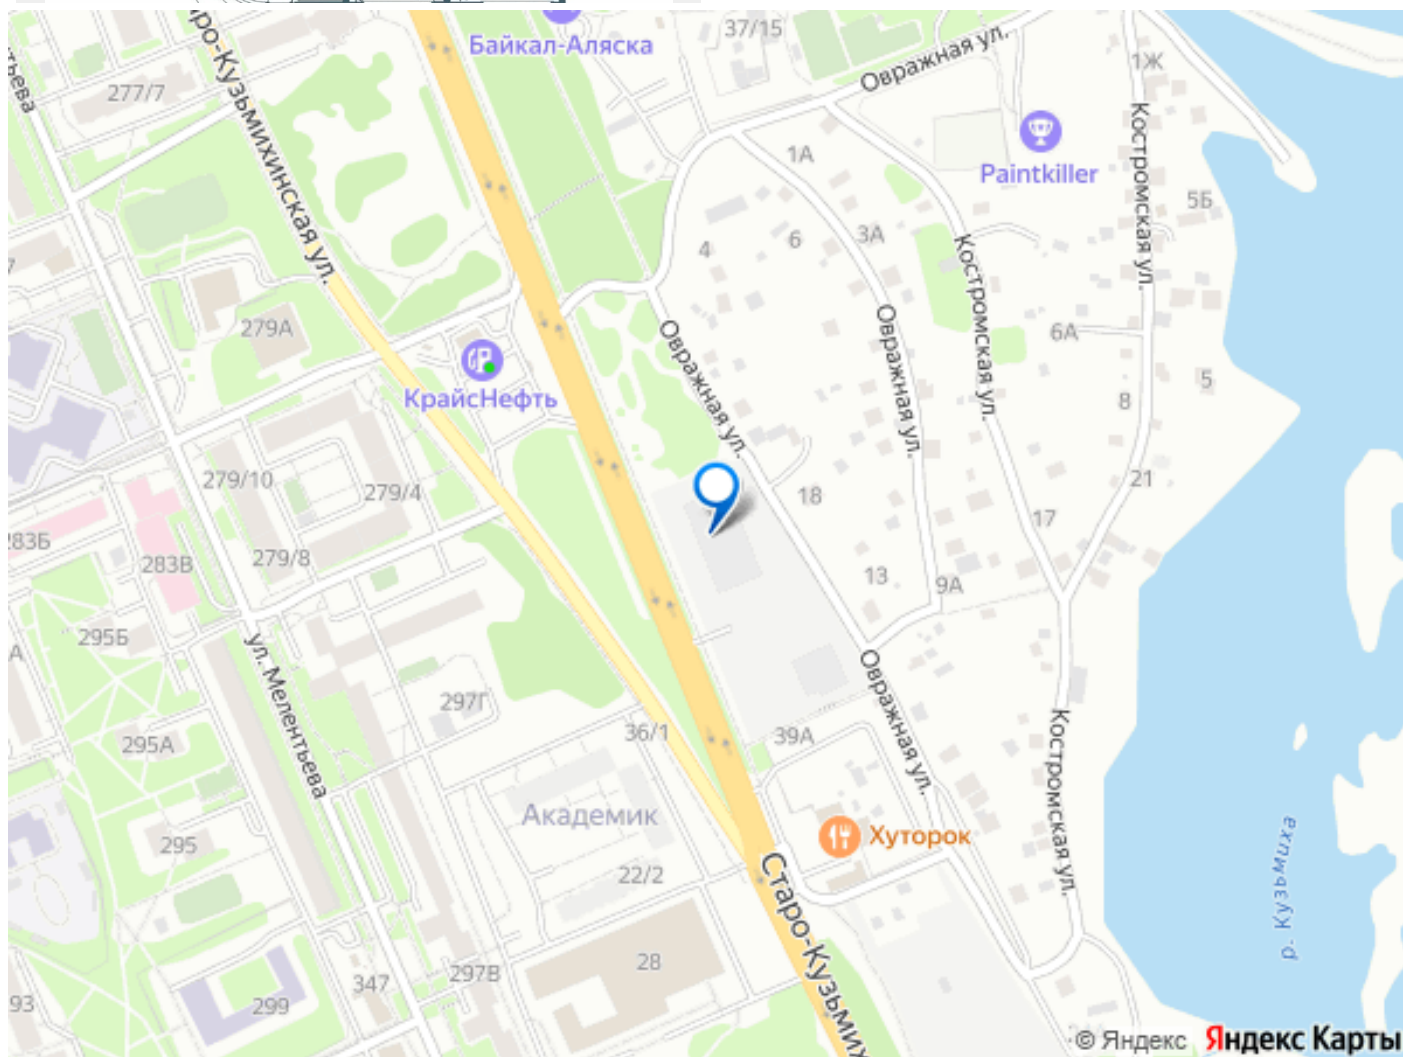 Байкал-Аляска
37/15
Овражная ул.
1Ж
277/7
Старо-Кузьмихинская ул.
Костромская ул.
Paintkiller
1А
5Б
4
6
3А
Костромская ул.
279А
Овражная ул.
Овражная ул.
6А
5
8
КрайсНефть
279/10
279/4
18
21
17
283Б
283В
279/8
13
9А
295Б
ул. Мелентьева
Овражная ул.
297Г
36/1
39А
295А
Костромская ул.
Академик
Хуторок
295
22/2
р. Кузьмиха
Старо-Кузьмих
28
297В
347
299
93
© Яндекс Яндекс Карты